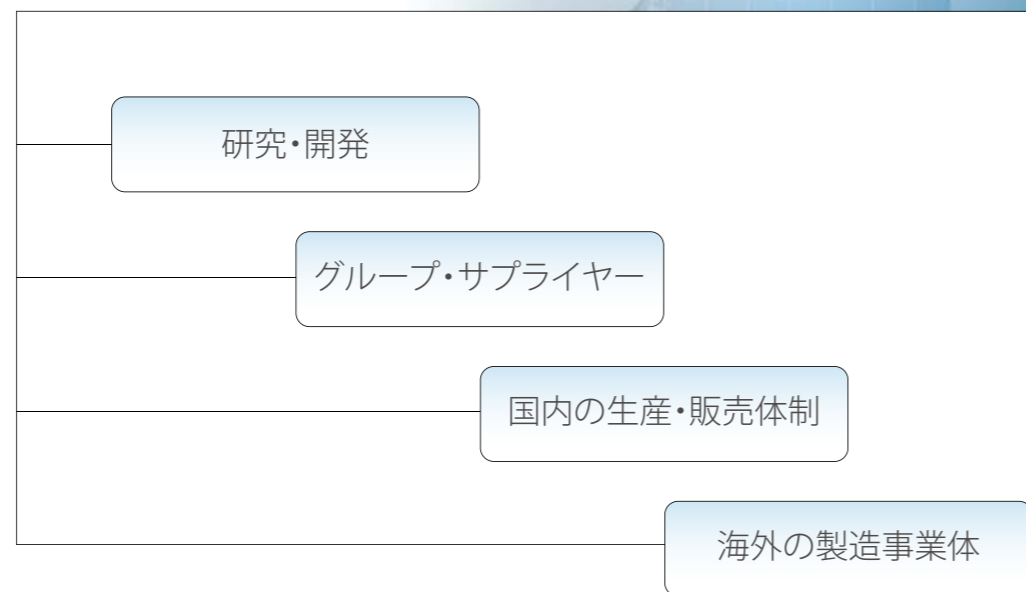 研究・開発
グループ・サプライヤー
国内の生産・販売体制
海外の製造事業体